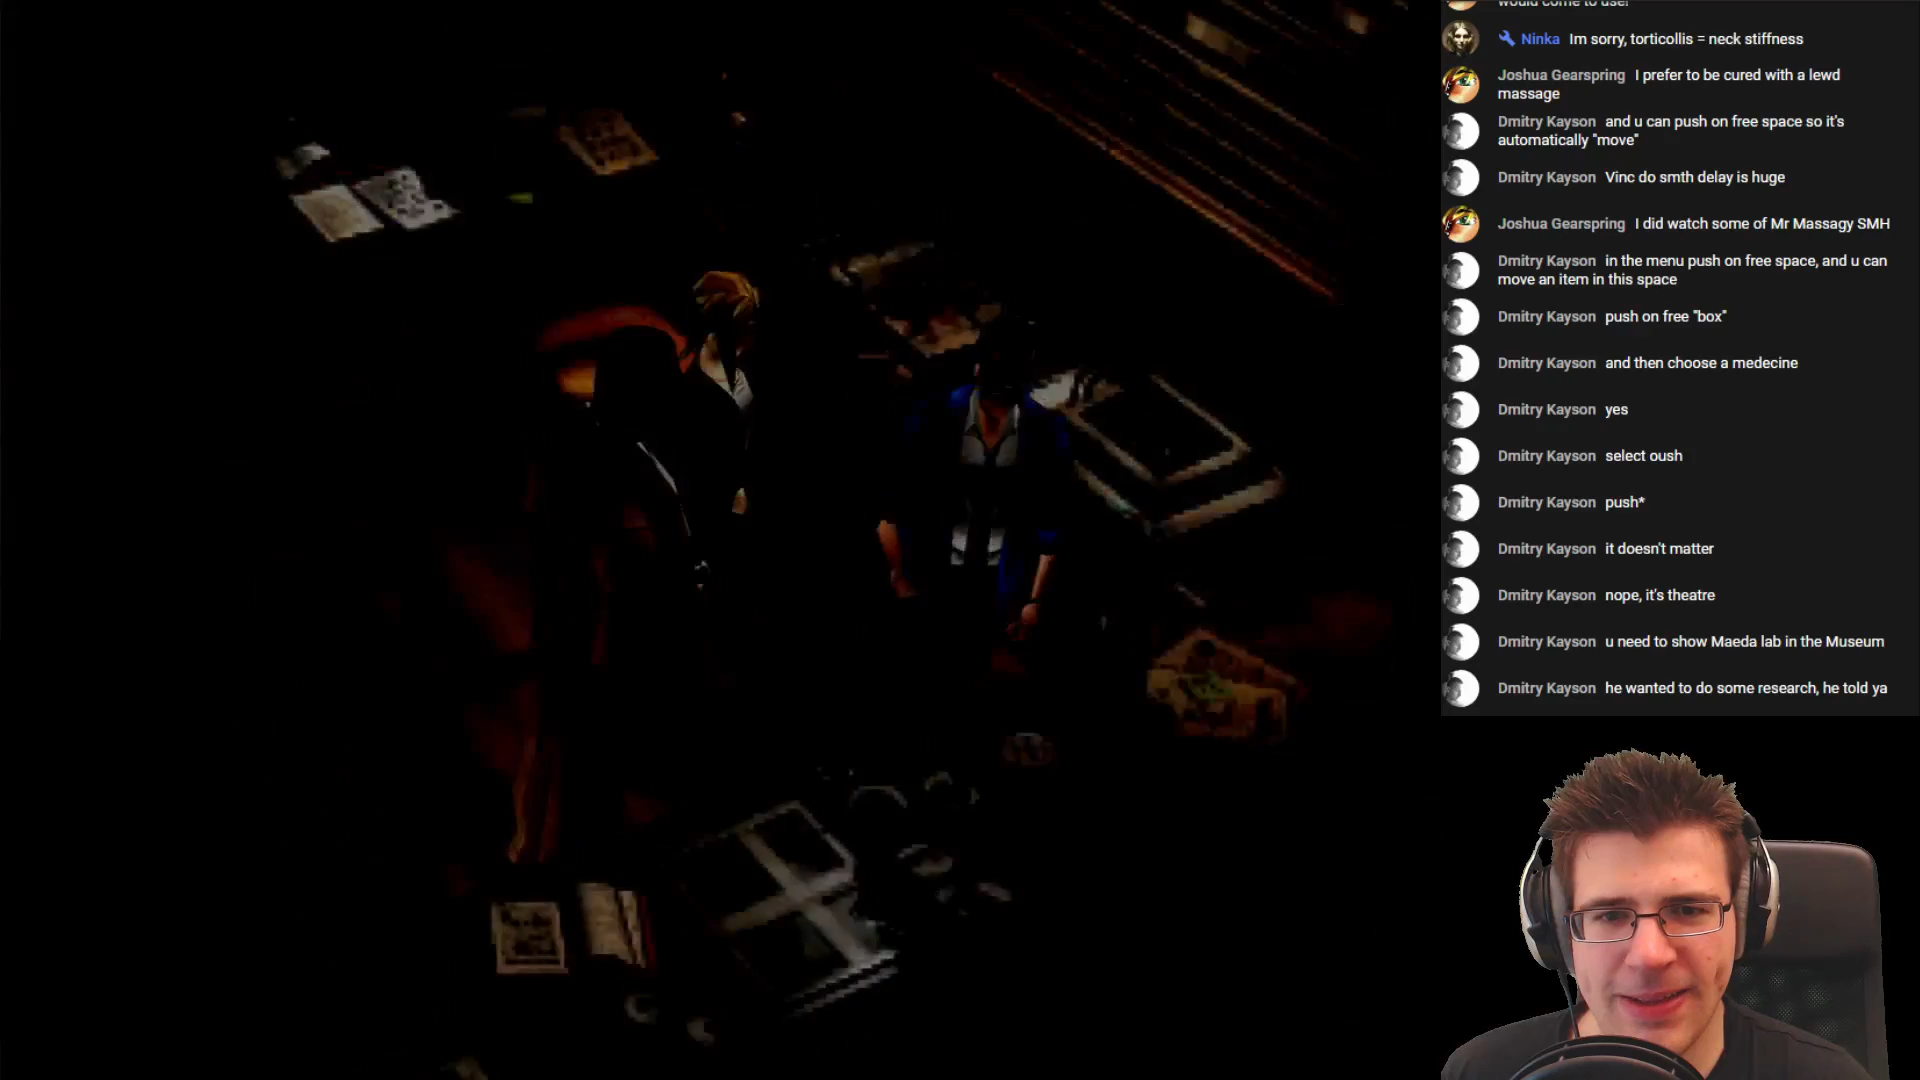 Ninka Im sorry, torticollis = neck stiffness
Joshua Gearspring I prefer to be cured with a lewd
massage
Dmitry Kayson and u can push on free space so it's
automatically "move"
Dmitry Kayson Vinc do smth delay is huge
Joshua Gearspring I did watch some of Mr Massagy SMH
Dmitry Kayson in the menu push on free space, and u can
move an item in this space
Dmitry Kayson push on free "box"
Dmitry Kayson and then choose a medecine
Dmitry Kayson yes
Dmitry Kayson select oush
Dmitry Kayson push*
Dmitry Kayson it doesn't matter
Dmitry Kayson nope, it's theatre
Dmitry Kayson u need to show Maeda lab in the Museum
Dmitry Kayson he wanted to do some research, he told ya